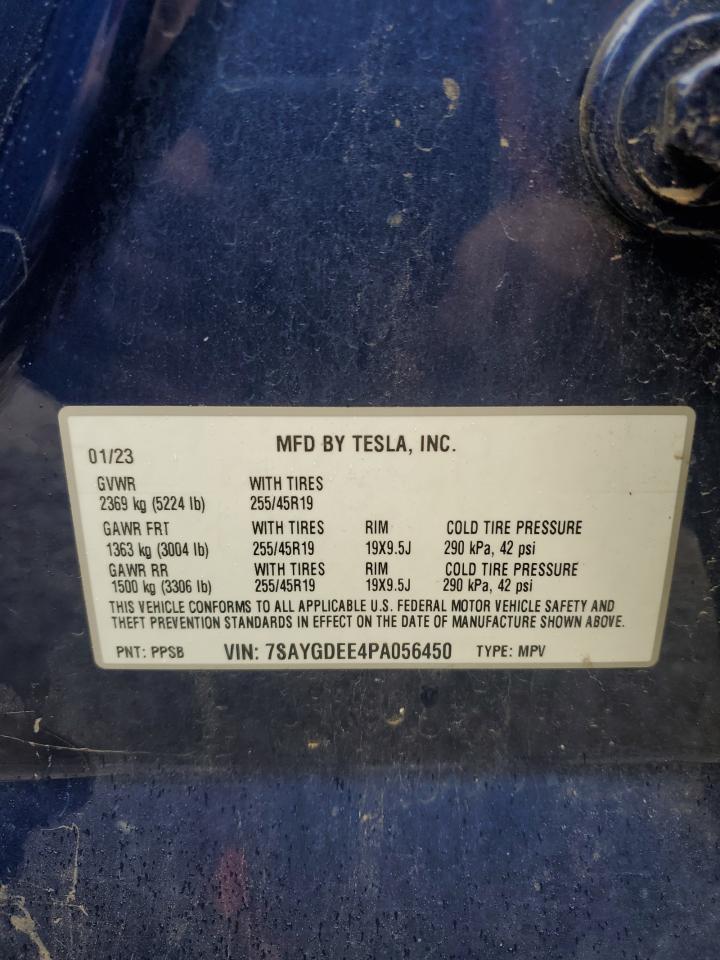 MFD BY TESLA, INC.
01/23
GVWR WITH TIRES
2369 kg (5224 lb) 255/45R19
GAWR FRT WITH TIRES RIM COLD TIRE PRESSURE
1363 kg (3004 lb) 255/45R19 19X9.5J 290 kPa, 42 psi
GAWR RR WITH TIRES RIM COLD TIRE PRESSURE
1500 kg (3306 lb) 255/45R19 19X9.5J 290 kPa, 42 psi
THIS VEHICLE CONFORMS TO ALL APPLICABLE U.S. FEDERAL MOTOR VEHICLE SAFETY AND
THEFT PREVENTION STANDARDS IN EFFECT ON THE DATE OF MANUFACTURE SHOWN ABOVE.
PNT: PPSB VIN: 7SAYGDEE4PA056450 TYPE: MPV